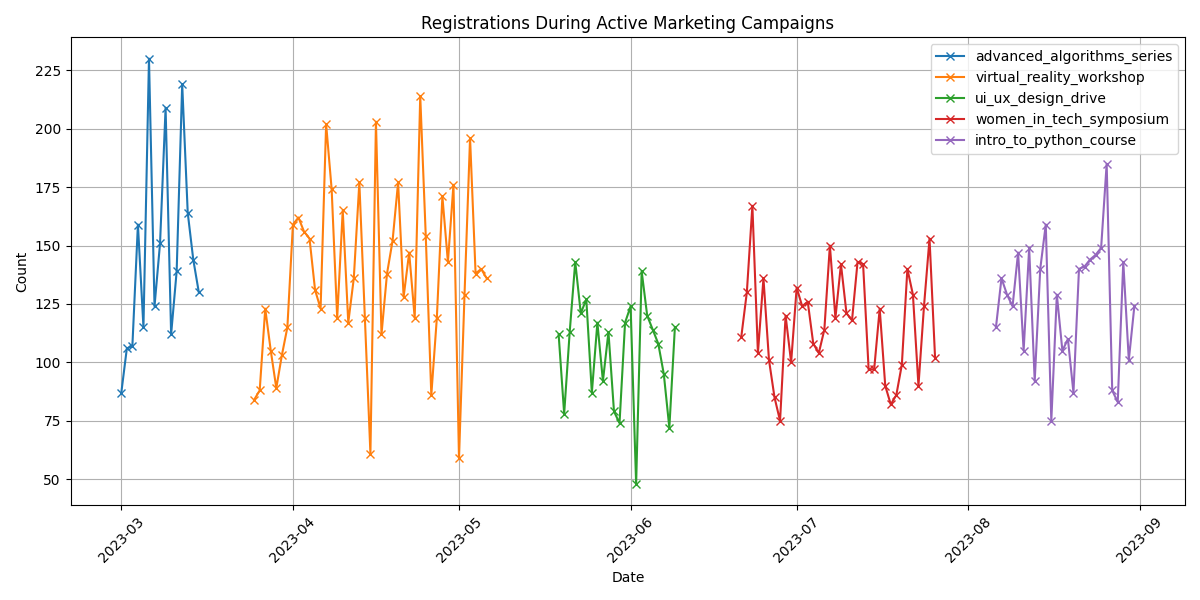 Registrations During Active Marketing Campaigns
advanced_algorithms_series
virtual_reality_workshop
ui_ux_design_drive
women_in_tech_symposium
intro_to_python_course
Count
225
200
175
150
125
100
75
50
2023-03
2023-04
2023-05
2023-06
2023-07
2023-08
2023-09
Date